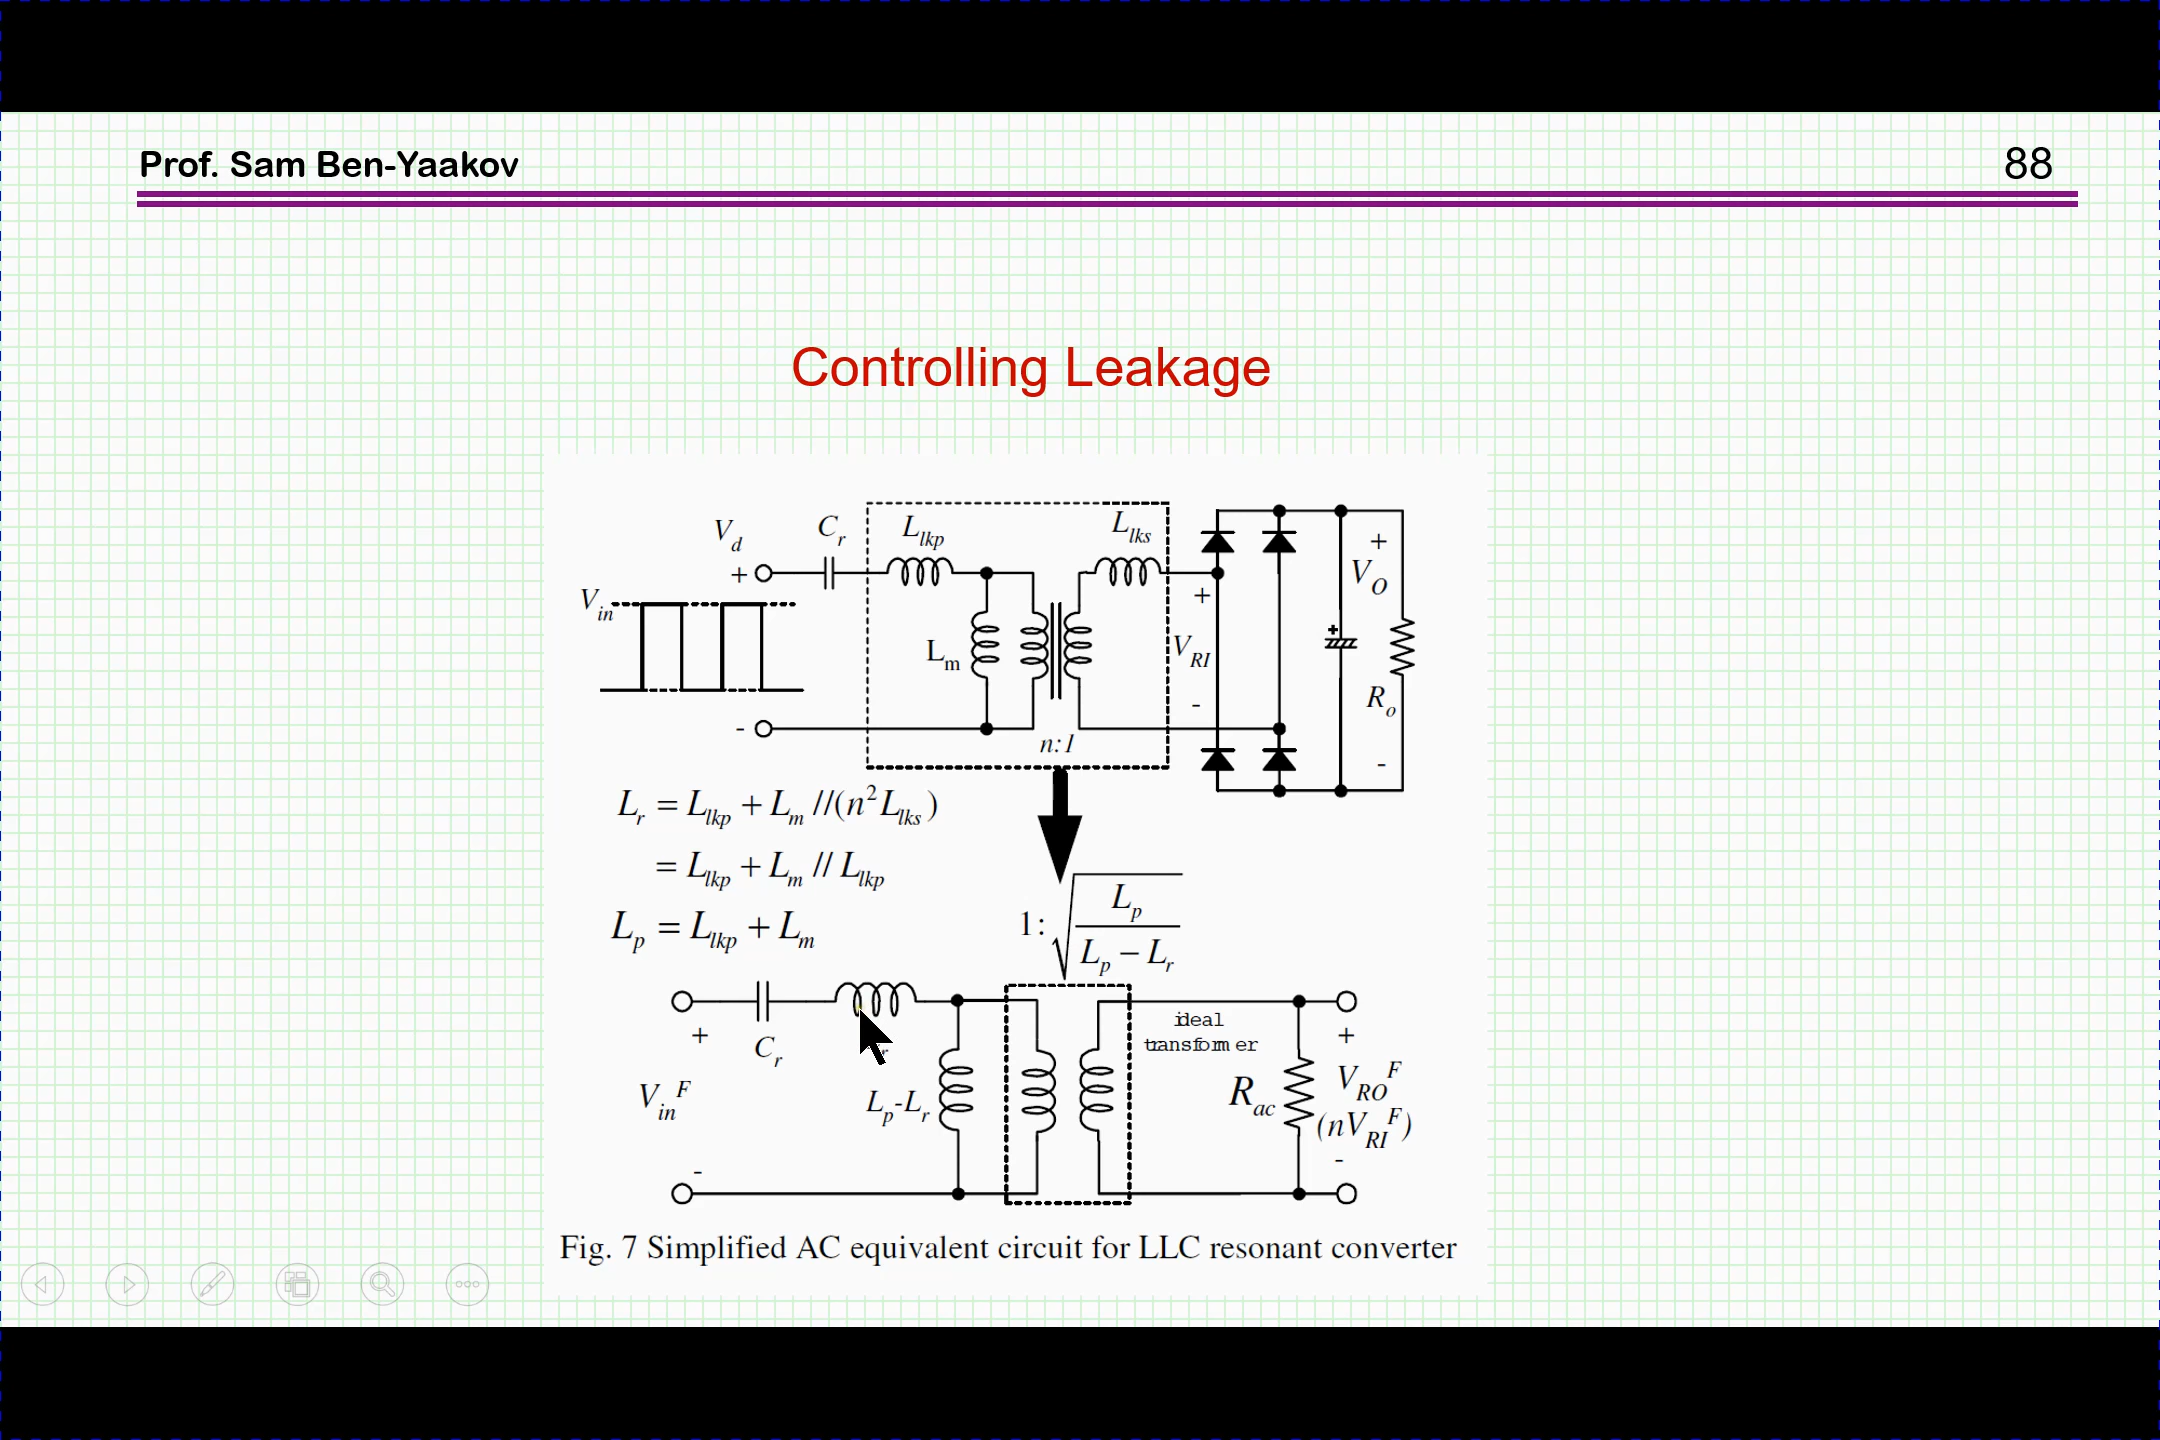 Prof. Sam Ben-Yaakov
88
Controlling Leakage
V_d
C_r
L_lkp
L_lks
+
V_in
L_m
+
V_RI
-
+
V_O
R_o
-
-
n:1
L_r = L_lkp + L_m //(n²L_lks)
= L_lkp + L_m // L_lkp
L_p = L_lkp + L_m
1:√(L_p / (L_p − L_r))
ideal
transformer
+
C_r
V_in^F
-
L_p-L_r
R_ac
+
V_RO^F
(nV_RI^F)
-
Fig. 7 Simplified AC equivalent circuit for LLC resonant converter